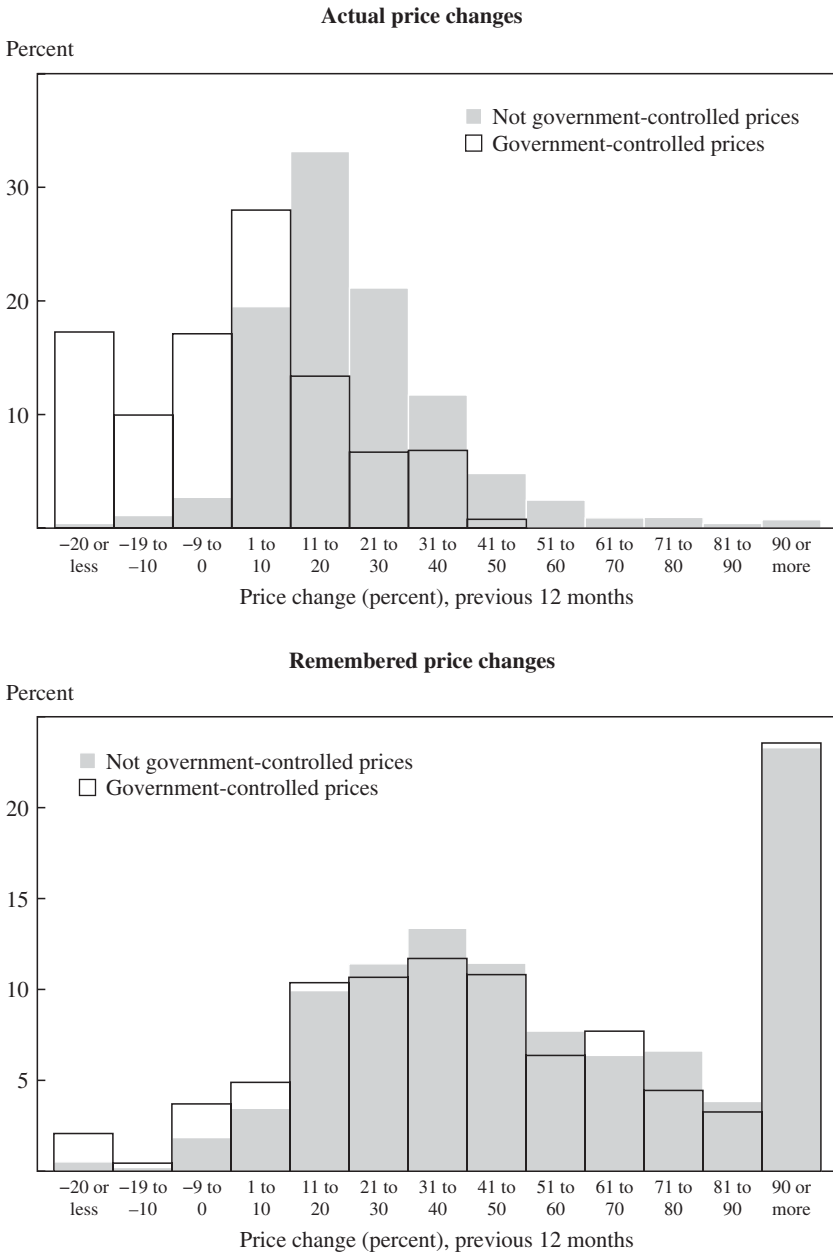 Actual price changes
Percent
Not government-controlled prices
Government-controlled prices
30
20
10
−20 or less
−19 to –10
−9 to 0
1 to 10
11 to 20
21 to 30
31 to 40
41 to 50
51 to 60
61 to 70
71 to 80
81 to 90
90 or more
Price change (percent), previous 12 months
Remembered price changes
Percent
Not government-controlled prices
Government-controlled prices
20
15
10
5
−20 or less
−19 to –10
−9 to 0
1 to 10
11 to 20
21 to 30
31 to 40
41 to 50
51 to 60
61 to 70
71 to 80
81 to 90
90 or more
Price change (percent), previous 12 months